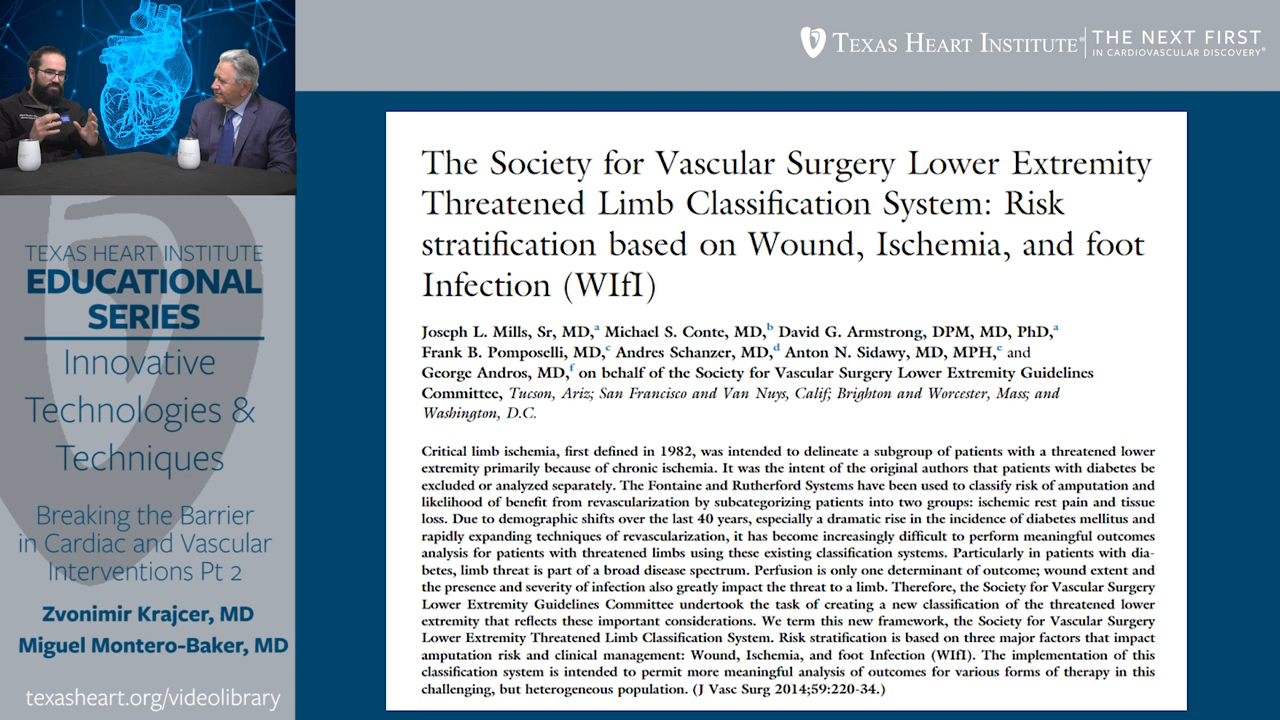 TEXAS HEART INSTITUTE®
THE NEXT FIRST
IN CARDIOVASCULAR DISCOVERY®
TEXAS HEART INSTITUTE
EDUCATIONAL
SERIES
Innovative
Technologies &
Techniques
Breaking the Barrier
in Cardiac and Vascular
Interventions Pt 2
Zvonimir Krajcer, MD
Miguel Montero-Baker, MD
texasheart.org/videolibrary
The Society for Vascular Surgery Lower Extremity
Threatened Limb Classification System: Risk
stratification based on Wound, Ischemia, and foot
Infection (WIfI)
Joseph L. Mills, Sr, MD,a Michael S. Conte, MD,b David G. Armstrong, DPM, MD, PhD,a
Frank B. Pomposelli, MD,c Andres Schanzer, MD,d Anton N. Sidawy, MD, MPH,e and
George Andros, MD,f on behalf of the Society for Vascular Surgery Lower Extremity Guidelines
Committee, Tucson, Ariz; San Francisco and Van Nuys, Calif; Brighton and Worcester, Mass; and
Washington, D.C.
Critical limb ischemia, first defined in 1982, was intended to delineate a subgroup of patients with a threatened lower
extremity primarily because of chronic ischemia. It was the intent of the original authors that patients with diabetes be
excluded or analyzed separately. The Fontaine and Rutherford Systems have been used to classify risk of amputation and
likelihood of benefit from revascularization by subcategorizing patients into two groups: ischemic rest pain and tissue
loss. Due to demographic shifts over the last 40 years, especially a dramatic rise in the incidence of diabetes mellitus and
rapidly expanding techniques of revascularization, it has become increasingly difficult to perform meaningful outcomes
analysis for patients with threatened limbs using these existing classification systems. Particularly in patients with dia-
betes, limb threat is part of a broad disease spectrum. Perfusion is only one determinant of outcome; wound extent and
the presence and severity of infection also greatly impact the threat to a limb. Therefore, the Society for Vascular Surgery
Lower Extremity Guidelines Committee undertook the task of creating a new classification of the threatened lower
extremity that reflects these important considerations. We term this new framework, the Society for Vascular Surgery
Lower Extremity Threatened Limb Classification System. Risk stratification is based on three major factors that impact
amputation risk and clinical management: Wound, Ischemia, and foot Infection (WIfI). The implementation of this
classification system is intended to permit more meaningful analysis of outcomes for various forms of therapy in this
challenging, but heterogeneous population. (J Vasc Surg 2014;59:220-34.)